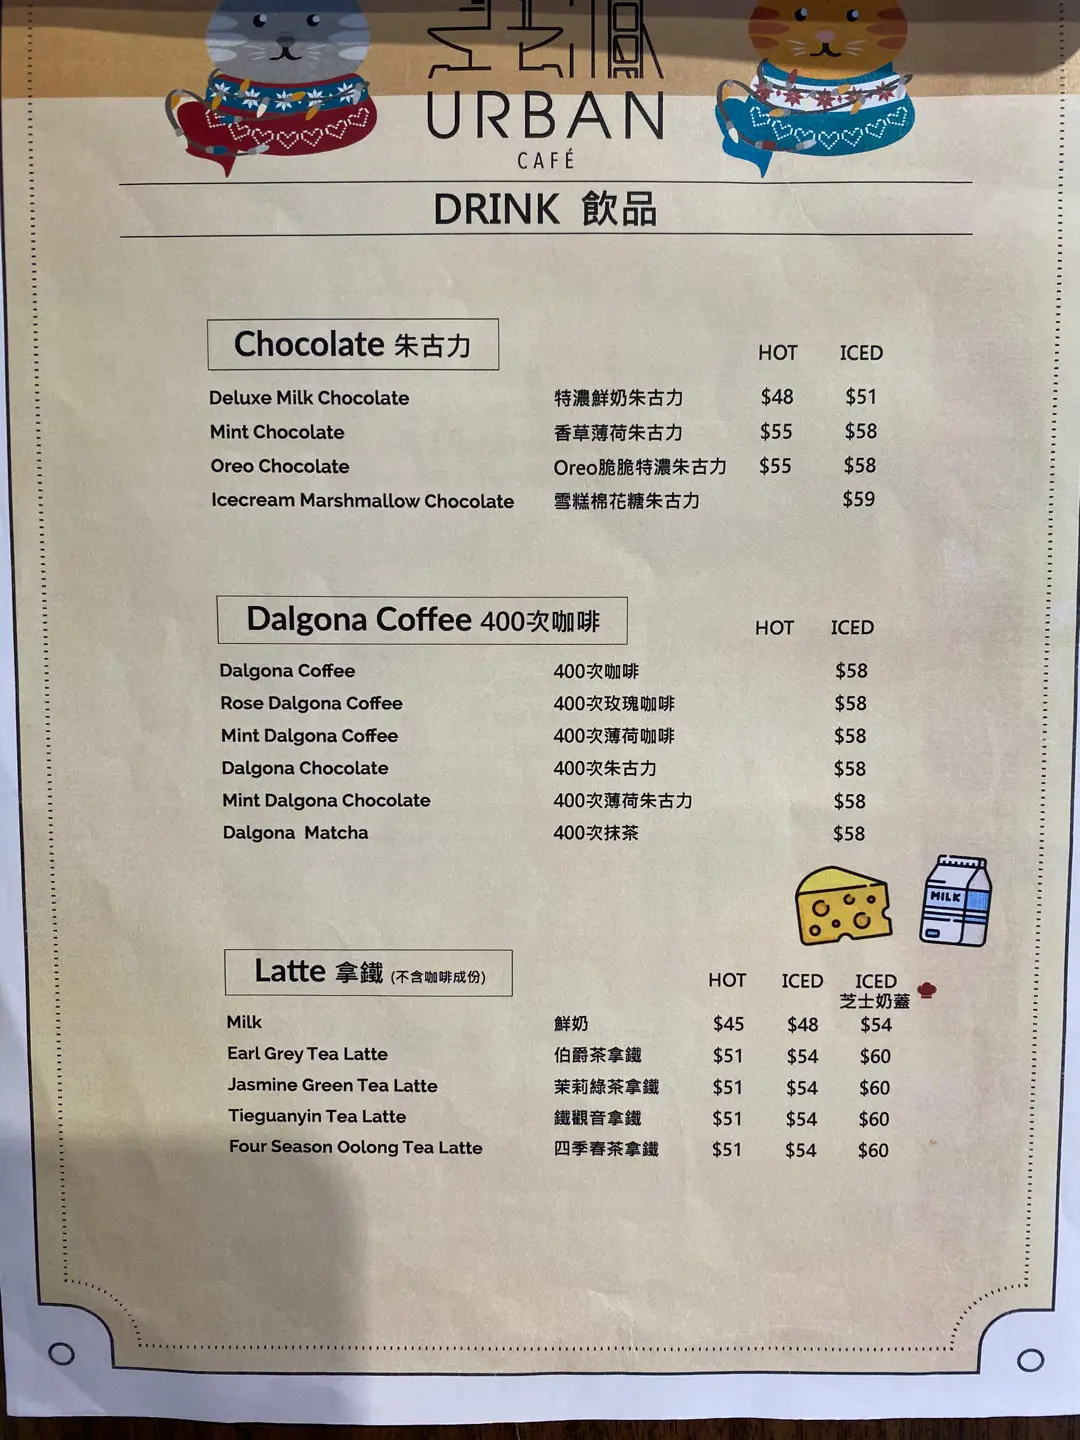 URBAN
CAFÉ
DRINK 飲品
Chocolate 朱古力 HOT ICED
Deluxe Milk Chocolate 特濃鮮奶朱古力 $48 $51
Mint Chocolate 香草薄荷朱古力 $55 $58
Oreo Chocolate Oreo脆脆特濃朱古力 $55 $58
Icecream Marshmallow Chocolate 雪糕棉花糖朱古力 $59
Dalgona Coffee 400次咖啡 HOT ICED
Dalgona Coffee 400次咖啡 $58
Rose Dalgona Coffee 400次玫瑰咖啡 $58
Mint Dalgona Coffee 400次薄荷咖啡 $58
Dalgona Chocolate 400次朱古力 $58
Mint Dalgona Chocolate 400次薄荷朱古力 $58
Dalgona Matcha 400次抹茶 $58
MILK
Latte 拿鐵 (不含咖啡成份) HOT ICED ICED
芝士奶蓋
Milk 鮮奶 $45 $48 $54
Earl Grey Tea Latte 伯爵茶拿鐵 $51 $54 $60
Jasmine Green Tea Latte 茉莉綠茶拿鐵 $51 $54 $60
Tieguanyin Tea Latte 鐵觀音拿鐵 $51 $54 $60
Four Season Oolong Tea Latte 四季春茶拿鐵 $51 $54 $60